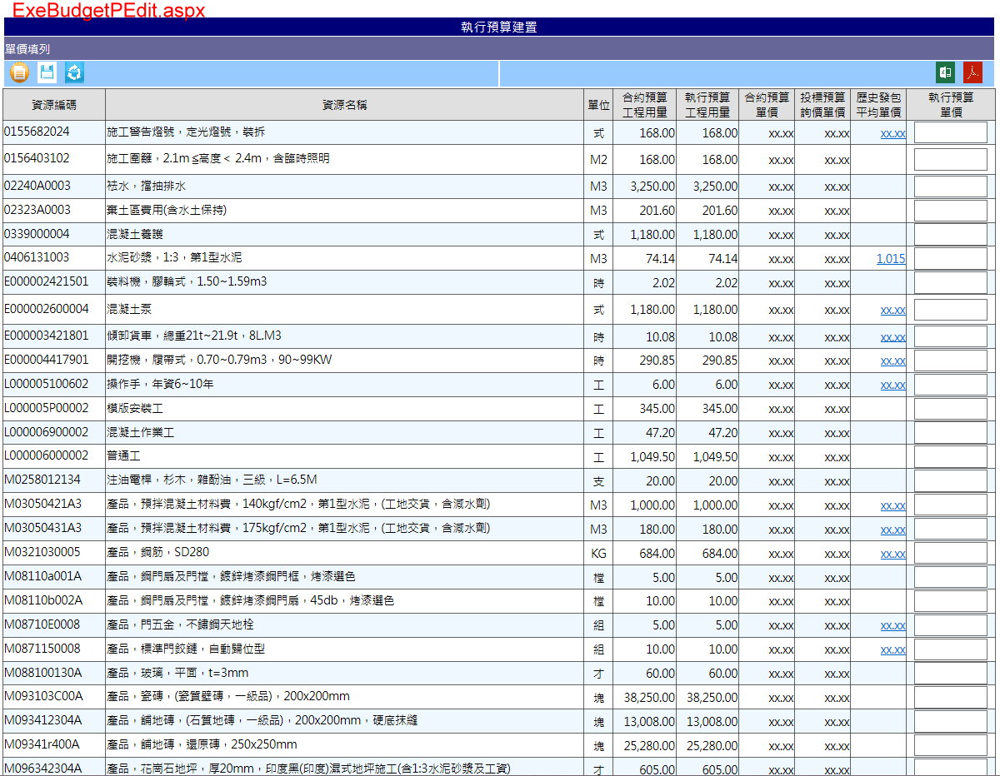 ExeBudgetPEdit.aspx
執行預算建置
單價填列
資源編碼 資源名稱 單位 合約預算工程用量 執行預算工程用量 合約預算單價 投標預算詢價單價 歷史發包平均單價 執行預算單價
0155682024 施工警告燈號，定光燈號，裝拆 式 168.00 168.00 xx.xx xx.xx xx.xx
0156403102 施工圍籬，2.1m ≦高度＜ 2.4m，含臨時照明 M2 168.00 168.00 xx.xx xx.xx
02240A0003 袪水，擋抽排水 M3 3,250.00 3,250.00 xx.xx xx.xx
02323A0003 棄土區費用(含水土保持) M3 201.60 201.60 xx.xx xx.xx
0339000004 混凝土養護 式 1,180.00 1,180.00 xx.xx xx.xx
0406131003 水泥砂漿，1:3，第1型水泥 M3 74.14 74.14 xx.xx xx.xx 1,015
E000002421501 裝料機，膠輪式，1.50~1.59m3 時 2.02 2.02 xx.xx xx.xx
E000002600004 混凝土泵 式 1,180.00 1,180.00 xx.xx xx.xx xx.xx
E000003421801 傾卸貨車，總重21t~21.9t，8L.M3 時 10.08 10.08 xx.xx xx.xx xx.xx
E000004417901 開挖機，履帶式，0.70~0.79m3，90~99KW 時 290.85 290.85 xx.xx xx.xx xx.xx
L000005100602 操作手，年資6~10年 工 6.00 6.00 xx.xx xx.xx xx.xx
L000005P00002 模版安裝工 工 345.00 345.00 xx.xx xx.xx
L000006900002 混凝土作業工 工 47.20 47.20 xx.xx xx.xx
L000006000002 普通工 工 1,049.50 1,049.50 xx.xx xx.xx
M0258012134 注油電桿，杉木，雜酚油，三級，L=6.5M 支 20.00 20.00 xx.xx xx.xx
M03050421A3 產品，預拌混凝土材料費，140kgf/cm2，第1型水泥，(工地交貨，含減水劑) M3 1,000.00 1,000.00 xx.xx xx.xx xx.xx
M03050431A3 產品，預拌混凝土材料費，175kgf/cm2，第1型水泥，(工地交貨，含減水劑) M3 180.00 180.00 xx.xx xx.xx xx.xx
M0321030005 產品，鋼筋，SD280 KG 684.00 684.00 xx.xx xx.xx xx.xx
M08110a001A 產品，鋼門扇及門檔，鍍鋅烤漆鋼門框，烤漆選色 樘 5.00 5.00 xx.xx xx.xx
M08110b002A 產品，鋼門扇及門檔，鍍鋅烤漆鋼門扇，45db，烤漆選色 樘 10.00 10.00 xx.xx xx.xx
M08710E0008 產品，門五金，不鏽鋼天地栓 組 5.00 5.00 xx.xx xx.xx xx.xx
M0871150008 產品，標準門鉸鏈，自動歸位型 組 10.00 10.00 xx.xx xx.xx xx.xx
M088100130A 產品，玻璃，平面，t=3mm 才 60.00 60.00 xx.xx xx.xx
M093103C00A 產品，瓷磚，(瓷質壁磚，一級品)，200x200mm 塊 38,250.00 38,250.00 xx.xx xx.xx
M093412304A 產品，舖地磚，(石質地磚，一級品)，200x200mm，硬底抹縫 塊 13,008.00 13,008.00 xx.xx xx.xx
M09341r400A 產品，舖地磚，還原磚，250x250mm 塊 25,280.00 25,280.00 xx.xx xx.xx
M096342304A 產品，花崗石地坪，厚20mm，印度黑(印度)濕式地坪施工(含1:3水泥砂漿及工資) 才 605.00 605.00 xx.xx xx.xx